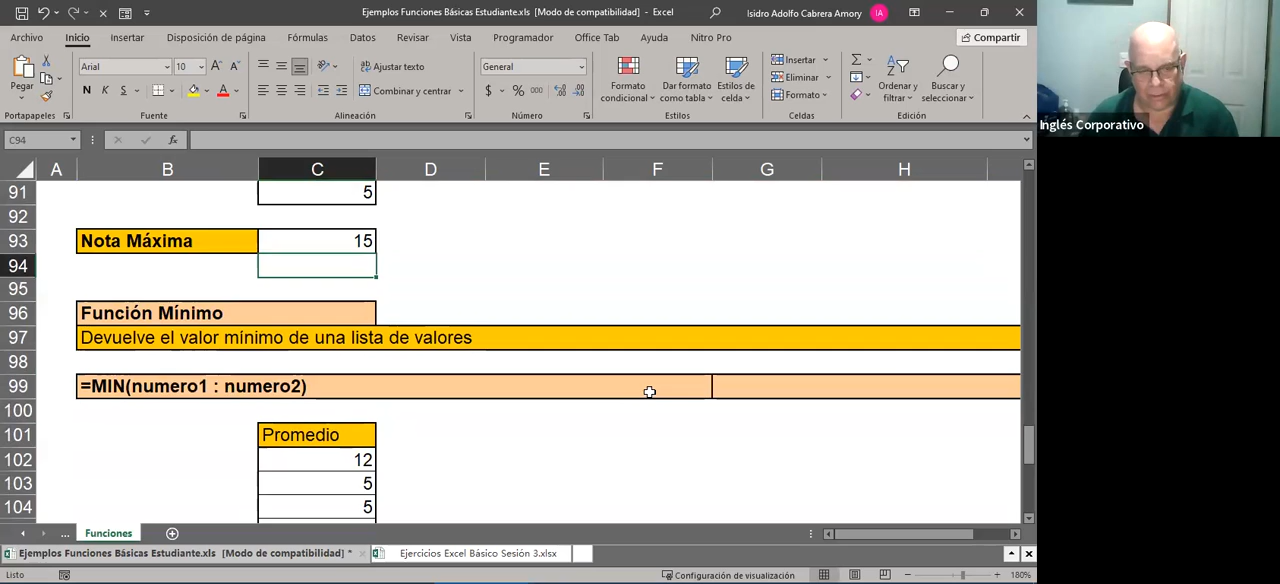 Ejemplos Funciones Básicas Estudiante.xls [Modo de compatibilidad] - Excel
Isidro Adolfo Cabrera Amory
IA
Archivo Inicio Insertar Disposición de página Fórmulas Datos Revisar Vista Programador Office Tab Ayuda Nitro Pro
Compartir
Pegar
Arial 10
Ajustar texto
General
Insertar
N K S
Combinar y centrar
$ % 000
Formato condicional
Dar formato como tabla
Estilos de celda
Eliminar
Formato
Ordenar y filtrar
Buscar y seleccionar
Portapapeles Fuente Alineación Número Estilos Celdas Edición
Inglés Corporativo
C94
fx
A B C D E F G H
91 5
92
93 Nota Máxima 15
94
95
96 Función Mínimo
97 Devuelve el valor mínimo de una lista de valores
98
99 =MIN(numero1 : numero2)
100
101 Promedio
102 12
103 5
104 5
... Funciones
Ejemplos Funciones Básicas Estudiante.xls [Modo de compatibilidad] *
Ejercicios Excel Básico Sesión 3.xlsx
Listo
Configuración de visualización
180%